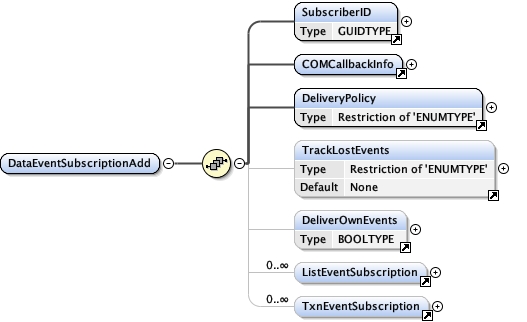 SubscriberID
Type GUIDTYPE
COMCallbackInfo
DeliveryPolicy
Type Restriction of 'ENUMTYPE'
DataEventSubscriptionAdd
TrackLostEvents
Type Restriction of 'ENUMTYPE'
Default None
DeliverOwnEvents
Type BOOLTYPE
0..∞
ListEventSubscription
0..∞
TxnEventSubscription